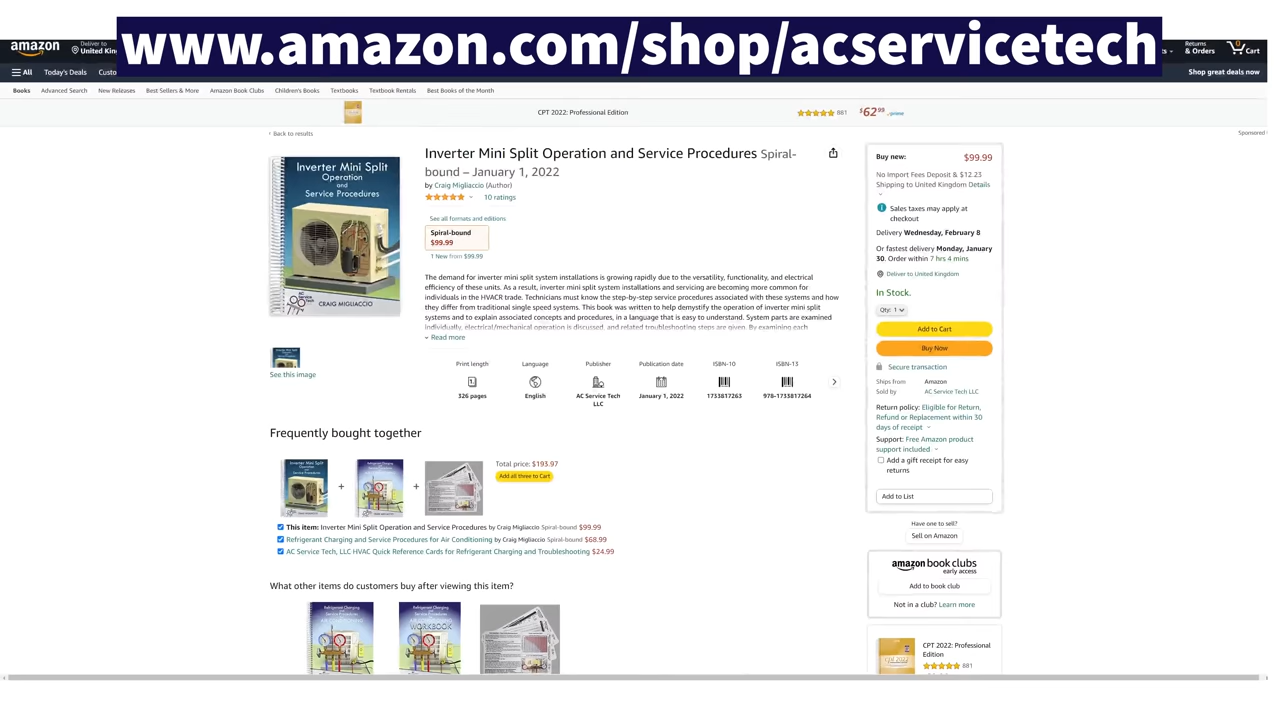 www.amazon.com/shop/acservicetech
amazon
Deliver to
United Kin
Returns
& Orders
0
Cart
All
Today's Deals
Custo
Shop great deals now
Books
Advanced Search
New Releases
Best Sellers & More
Amazon Book Clubs
Children's Books
Textbooks
Textbook Rentals
Best Books of the Month
CPT 2022: Professional Edition
881
$62.99
prime
‹ Back to results
Sponsored
Inverter Mini Split
Operation
and
Service Procedures
AC
Service
Tech
CRAIG MIGLIACCIO
See this image
Inverter Mini Split Operation and Service Procedures Spiral-
bound – January 1, 2022
by Craig Migliaccio (Author)
10 ratings
See all formats and editions
Spiral-bound
$99.99
1 New from $99.99
The demand for inverter mini split system installations is growing rapidly due to the versatility, functionality, and electrical
efficiency of these units. As a result, inverter mini split system installations and servicing are becoming more common for
individuals in the HVACR trade. Technicians must know the step-by-step service procedures associated with these systems and how
they differ from traditional single speed systems. This book was written to help demystify the operation of inverter mini split
systems and to explain associated concepts and procedures, in a language that is easy to understand. System parts are examined
individually, electrical/mechanical operation is discussed, and related troubleshooting steps are given. By examining each
Read more
Print length
326 pages
Language
English
Publisher
AC Service Tech
LLC
Publication date
January 1, 2022
ISBN-10
1733817263
ISBN-13
978-1733817264
Buy new:
$99.99
No Import Fees Deposit & $12.23
Shipping to United Kingdom Details
Sales taxes may apply at
checkout
Delivery Wednesday, February 8
Or fastest delivery Monday, January
30. Order within 7 hrs 4 mins
Deliver to United Kingdom
In Stock.
Qty: 1
Add to Cart
Buy Now
Secure transaction
Ships from Amazon
Sold by AC Service Tech LLC
Return policy: Eligible for Return,
Refund or Replacement within 30
days of receipt
Support: Free Amazon product
support included
Add a gift receipt for easy
returns
Add to List
Have one to sell?
Sell on Amazon
amazon book clubs
early access
Add to book club
Not in a club? Learn more
CPT 2022: Professional
Edition
881
Frequently bought together
+
+
Total price: $193.97
Add all three to Cart
This item: Inverter Mini Split Operation and Service Procedures by Craig Migliaccio Spiral-bound $99.99
Refrigerant Charging and Service Procedures for Air Conditioning by Craig Migliaccio Spiral-bound $68.99
AC Service Tech, LLC HVAC Quick Reference Cards for Refrigerant Charging and Troubleshooting $24.99
What other items do customers buy after viewing this item?
WORKBOOK